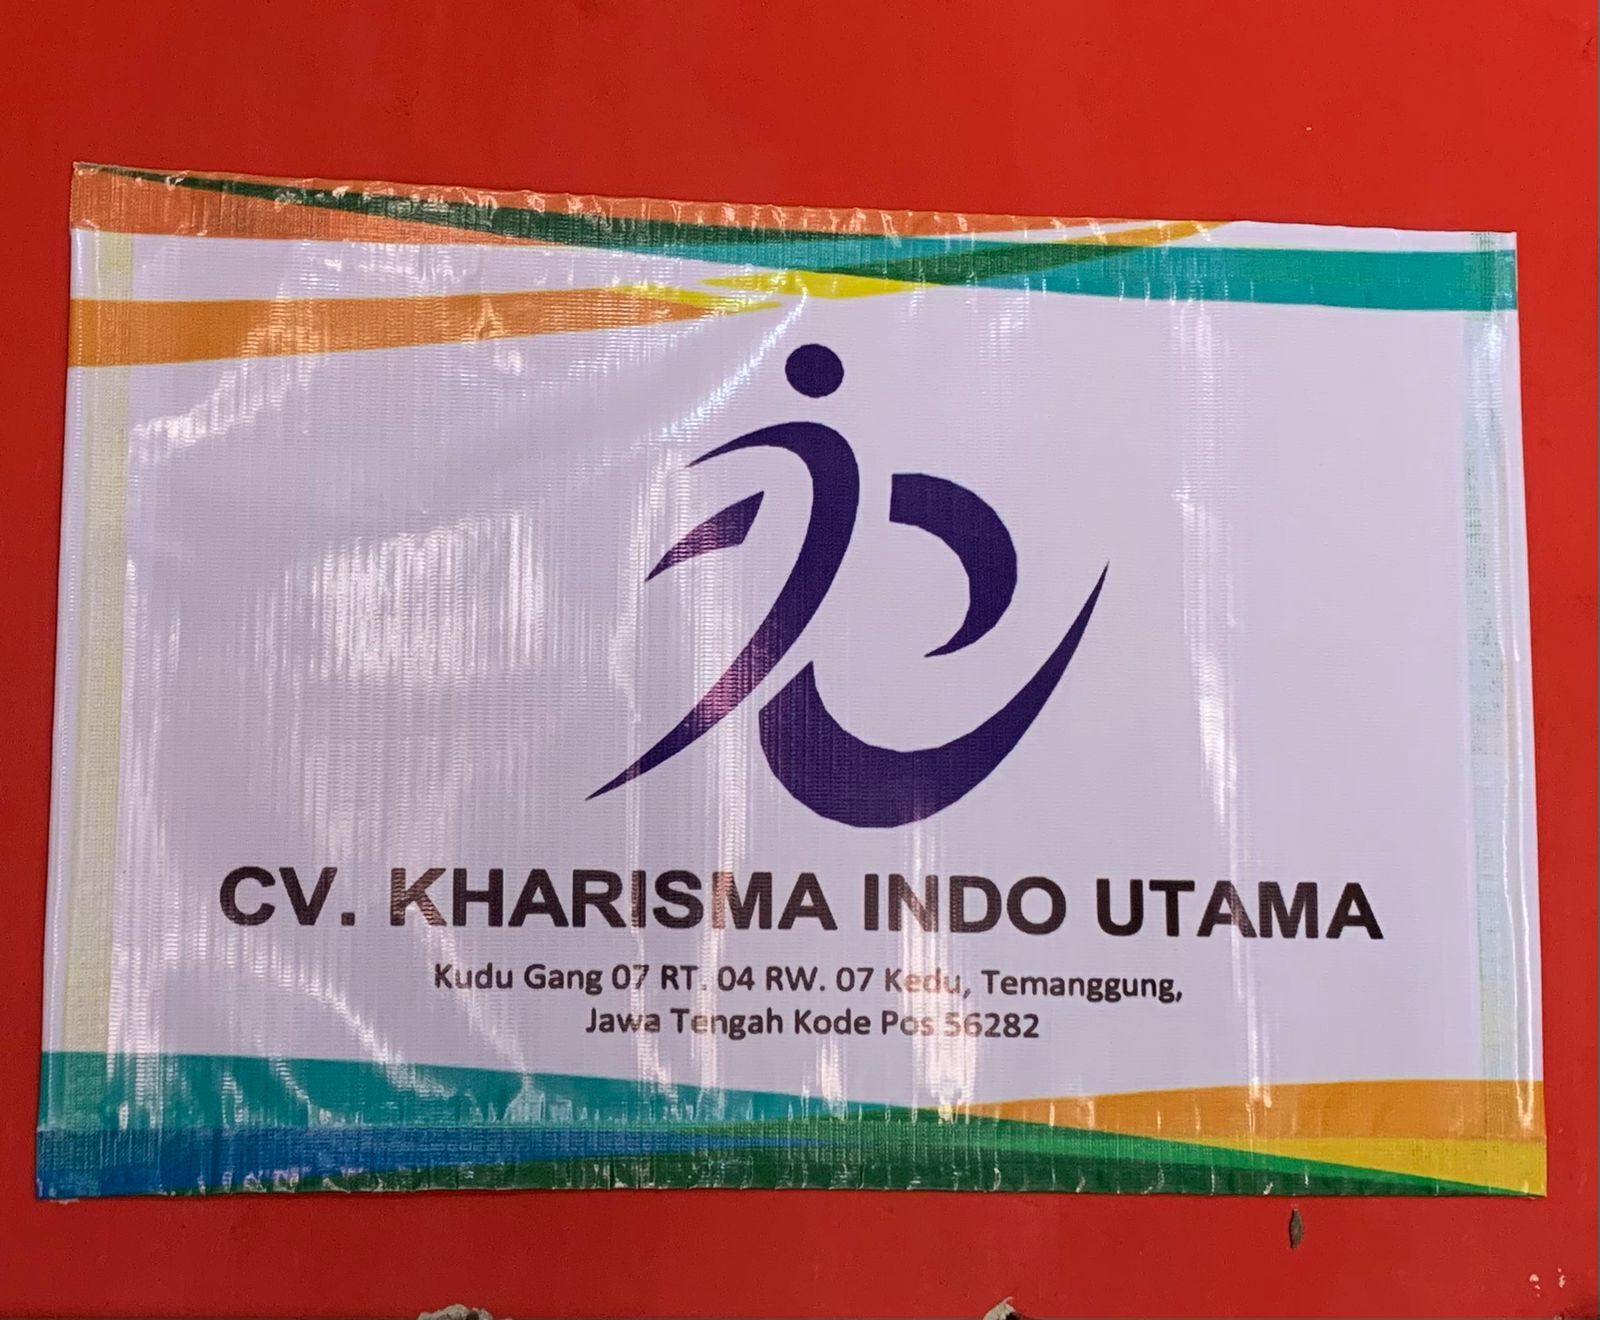 CV. KHARISMA INDO UTAMA
Kudu Gang 07 RT. 04 RW. 07 Kedu, Temanggung,
Jawa Tengah Kode Pos 56282